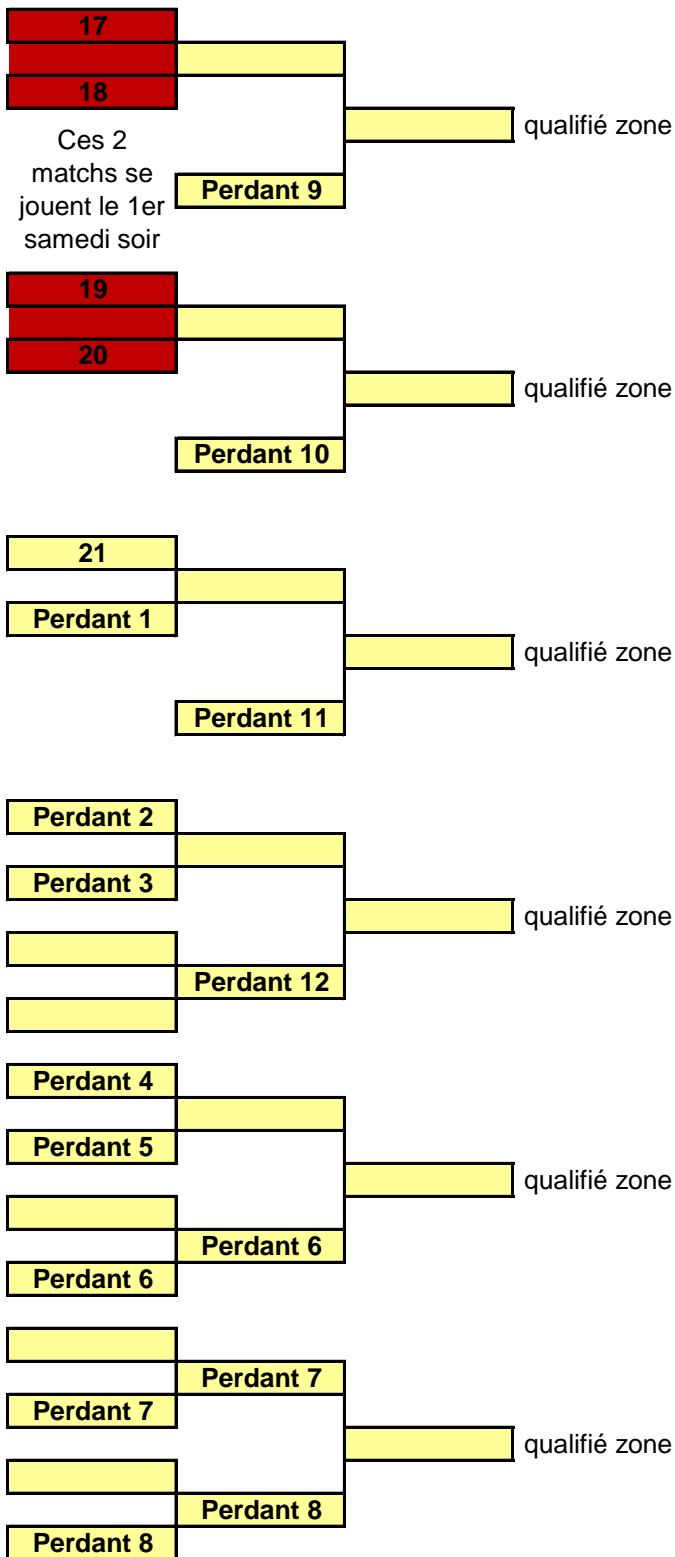 17
18
qualifié zone
Ces 2
matchs se
jouent le 1er
samedi soir
Perdant 9
19
20
qualifié zone
Perdant 10
21
Perdant 1
qualifié zone
Perdant 11
Perdant 2
Perdant 3
qualifié zone
Perdant 12
Perdant 4
Perdant 5
qualifié zone
Perdant 6
Perdant 6
Perdant 7
Perdant 7
qualifié zone
Perdant 8
Perdant 8